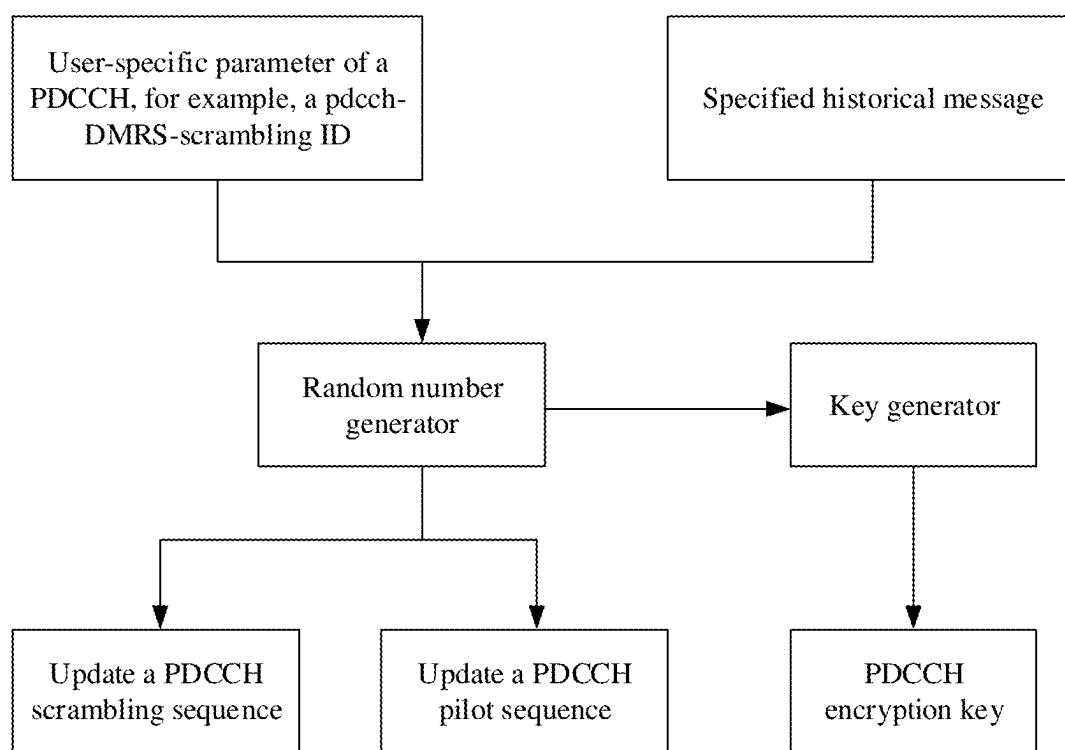 User-specific parameter of a
PDCCH, for example, a pdcch-
DMRS-scrambling ID
Specified historical message
Random number
generator
Key generator
Update a PDCCH
scrambling sequence
Update a PDCCH
pilot sequence
PDCCH
encryption key